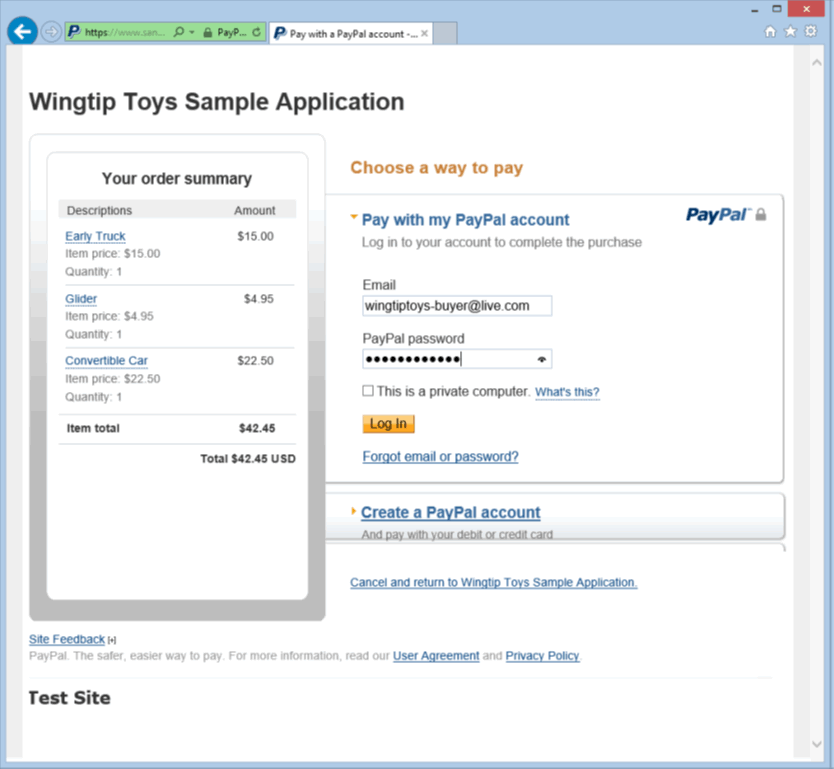 https://www.san... PayP...
Pay with a PayPal account -...
Wingtip Toys Sample Application
Your order summary
Descriptions Amount
Early Truck $15.00
Item price: $15.00
Quantity: 1
Glider $4.95
Item price: $4.95
Quantity: 1
Convertible Car $22.50
Item price: $22.50
Quantity: 1
Item total $42.45
Total $42.45 USD
Choose a way to pay
Pay with my PayPal account
PayPal
Log in to your account to complete the purchase
Email
wingtiptoys-buyer@live.com
PayPal password
This is a private computer. What's this?
Log In
Forgot email or password?
Create a PayPal account
And pay with your debit or credit card
Cancel and return to Wingtip Toys Sample Application.
Site Feedback [+]
PayPal. The safer, easier way to pay. For more information, read our User Agreement and Privacy Policy.
Test Site